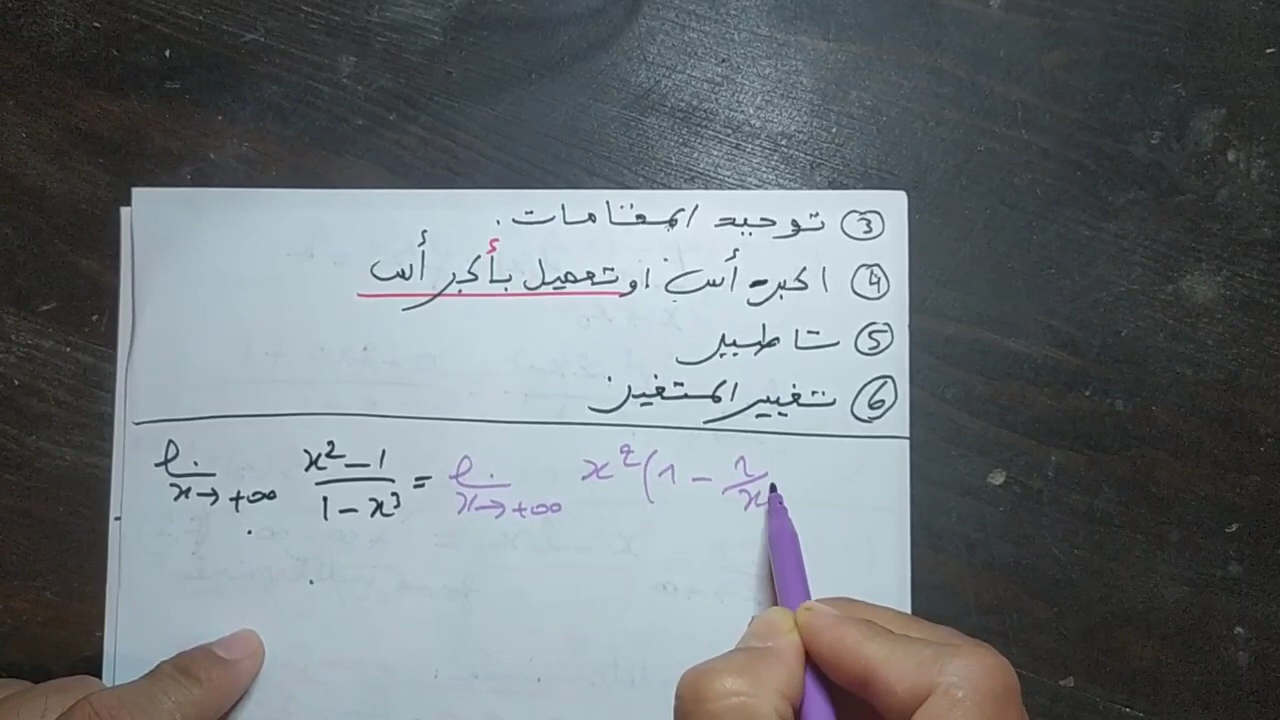 ③ توحيد المقامات.
④ اكبر أس او تعميل بأكبر أس
⑤ تاطير
⑥ تغيير المتغير
lim x→+∞ x²-1 / 1-x³ = lim x→+∞ x²(1 - 1/x